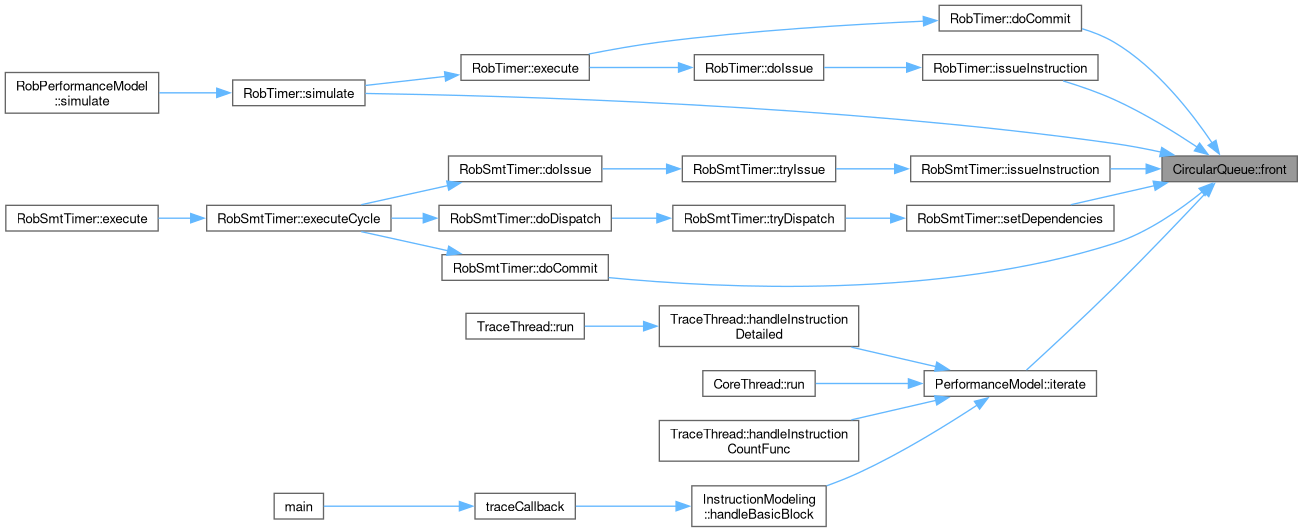 RobTimer::doCommit
RobTimer::execute
RobTimer::doIssue
RobTimer::issueInstruction
RobPerformanceModel
::simulate
RobTimer::simulate
RobSmtTimer::doIssue
RobSmtTimer::tryIssue
RobSmtTimer::issueInstruction
CircularQueue::front
RobSmtTimer::execute
RobSmtTimer::executeCycle
RobSmtTimer::doDispatch
RobSmtTimer::tryDispatch
RobSmtTimer::setDependencies
RobSmtTimer::doCommit
TraceThread::run
TraceThread::handleInstruction
Detailed
CoreThread::run
PerformanceModel::iterate
TraceThread::handleInstruction
CountFunc
main
traceCallback
InstructionModeling
::handleBasicBlock